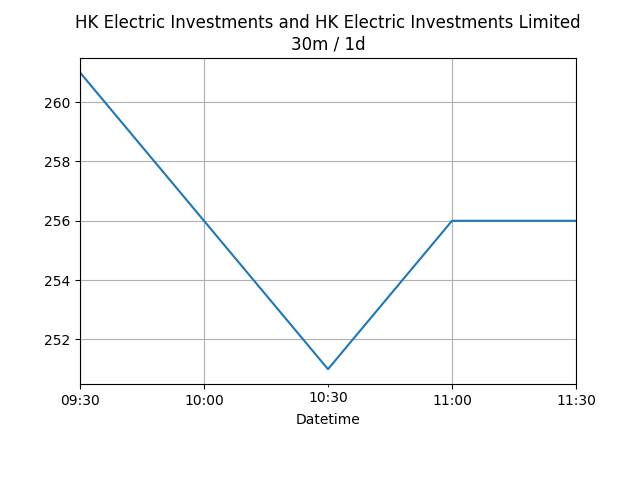 HK Electric Investments and HK Electric Investments Limited
30m / 1d
260
258
256
254
252
09:30 10:00 10:30 11:00 11:30
Datetime